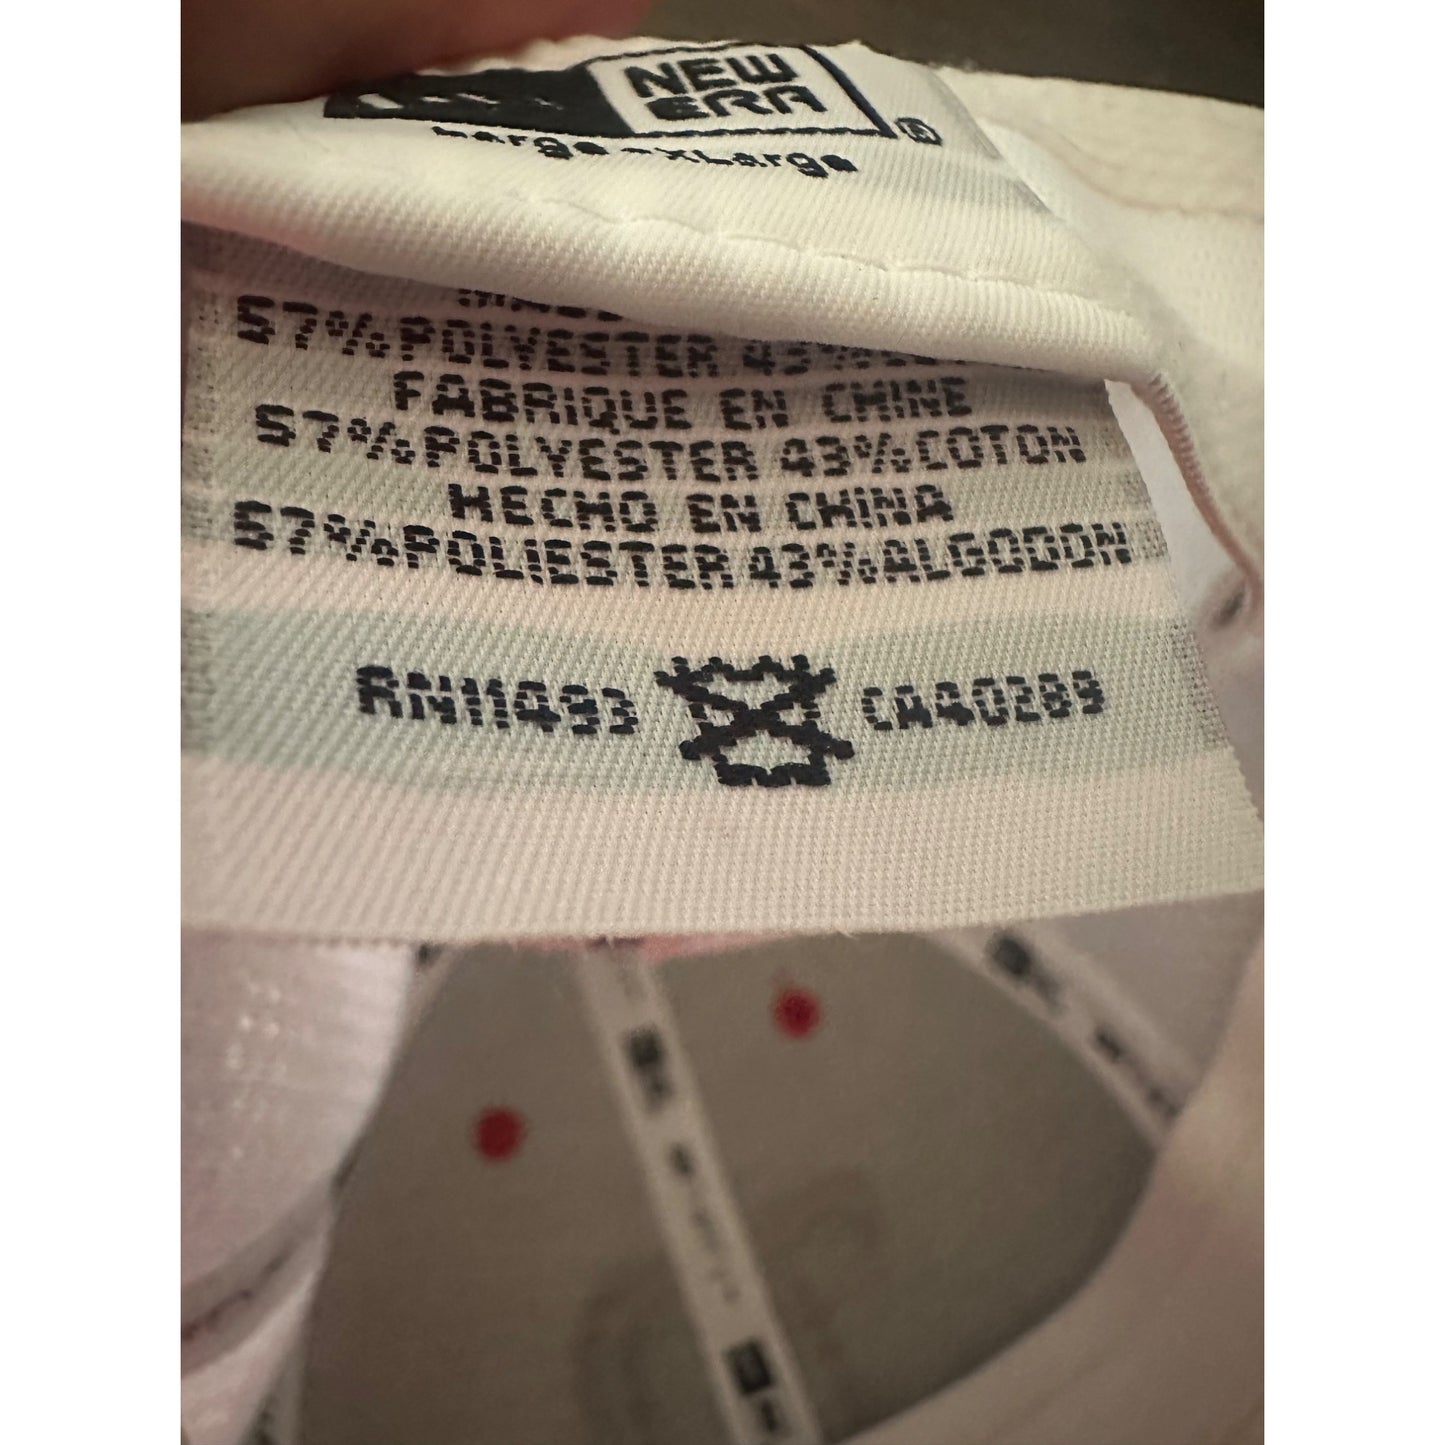 NEW
ERA
®
Large-xLarge
57%POLYESTER 43%
FABRIQUE EN CHINE
57%POLYESTER 43%COTON
HECHO EN CHINA
57%POLIESTER 43%ALGODON
RN11493 CA40289